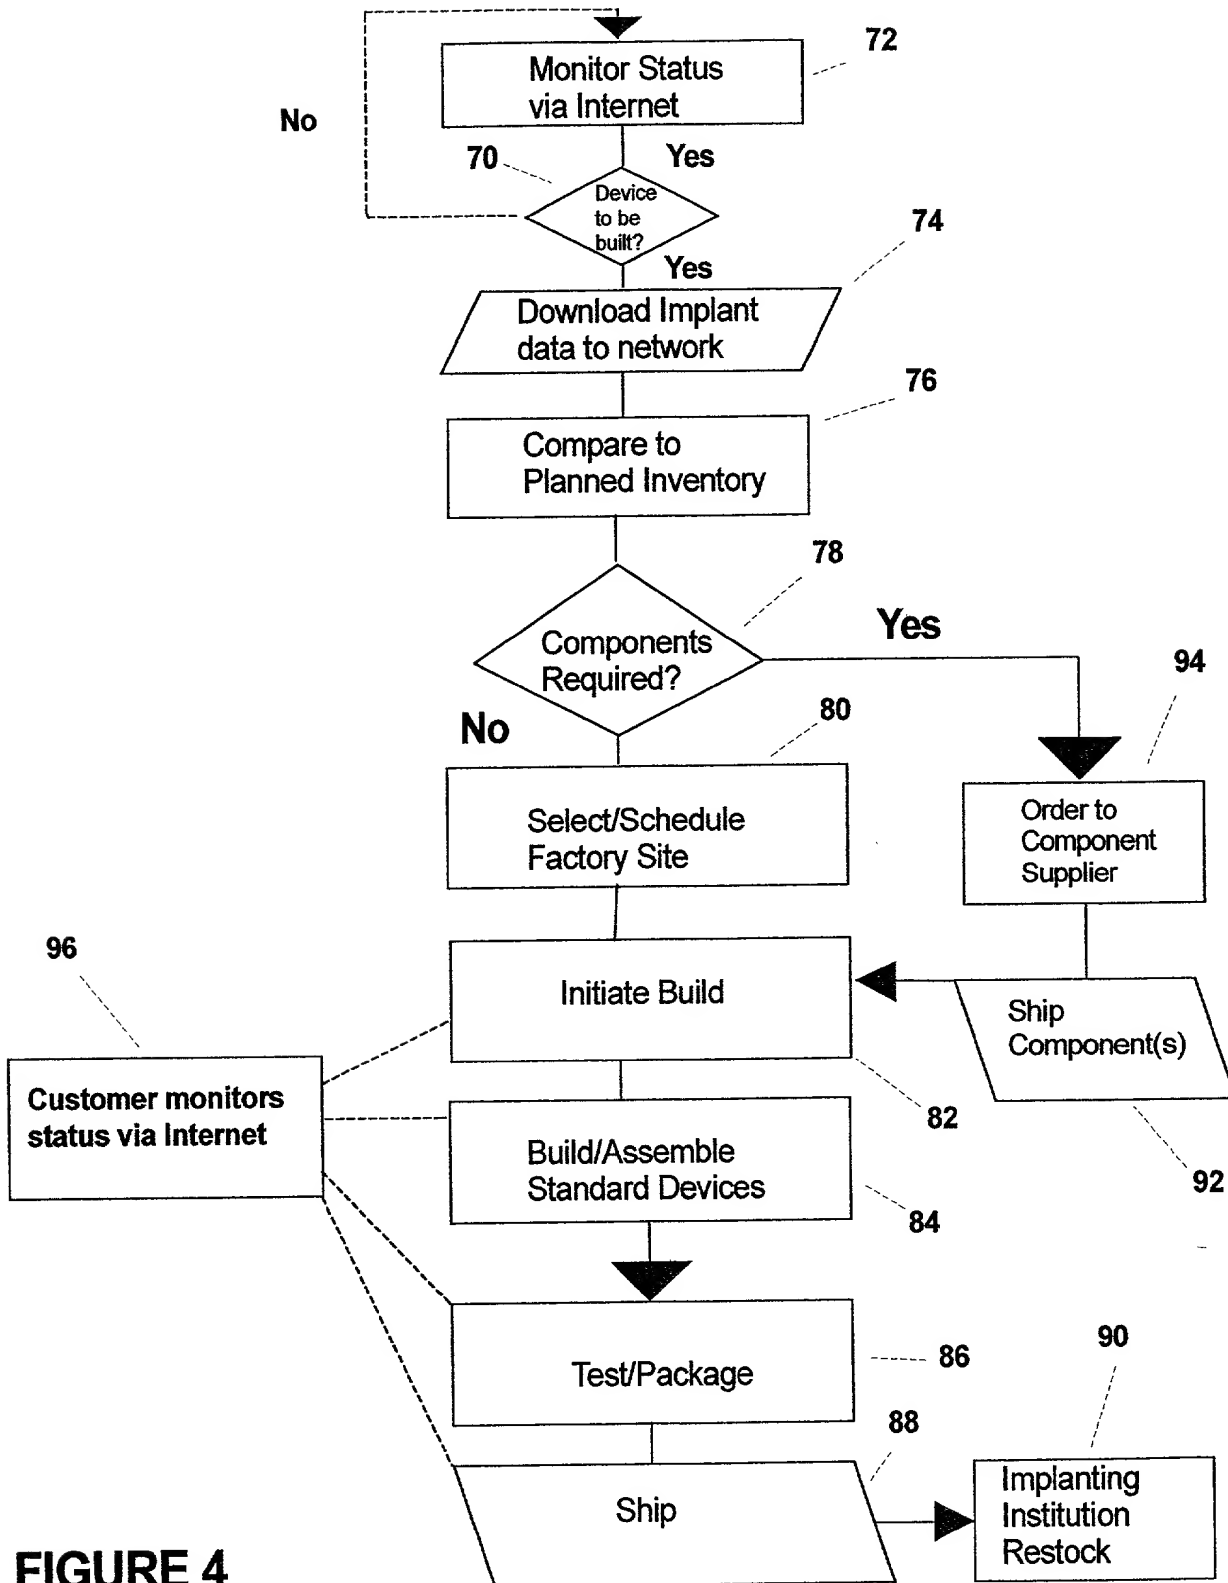 72
Monitor Status
via Internet
No
70
Yes
Device
to be
built?
74
Yes
Download Implant
data to network
76
Compare to
Planned Inventory
78
Components
Required?
Yes
94
No
80
Select/Schedule
Factory Site
Order to
Component
Supplier
96
Initiate Build
Ship
Component(s)
Customer monitors
status via Internet
82
Build/Assemble
Standard Devices
92
84
90
86
Test/Package
88
Ship
Implanting
Institution
Restock
FIGURE 4